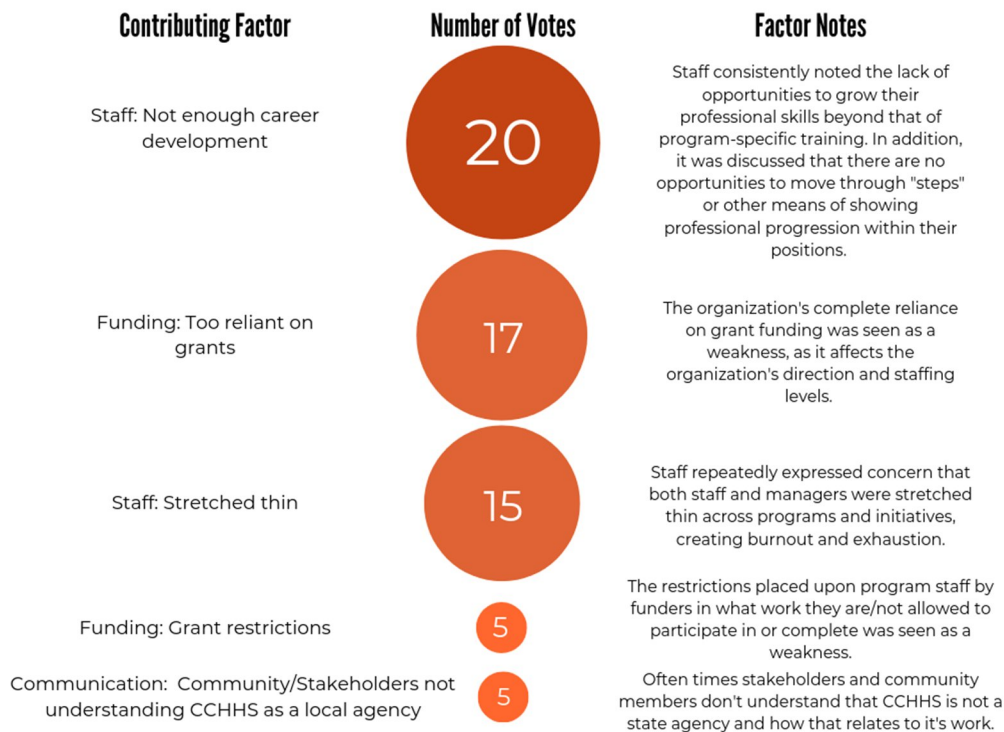 Contributing Factor
Number of Votes
Factor Notes
Staff: Not enough career
development
20
Staff consistently noted the lack of
opportunities to grow their
professional skills beyond that of
program-specific training. In addition,
it was discussed that there are no
opportunities to move through "steps"
or other means of showing
professional progression within their
positions.
Funding: Too reliant on
grants
17
The organization's complete reliance
on grant funding was seen as a
weakness, as it affects the
organization's direction and staffing
levels.
Staff: Stretched thin
15
Staff repeatedly expressed concern that
both staff and managers were stretched
thin across programs and initiatives,
creating burnout and exhaustion.
Funding: Grant restrictions
5
The restrictions placed upon program staff by
funders in what work they are/not allowed to
participate in or complete was seen as a
weakness.
Communication: Community/Stakeholders not
understanding CCHHS as a local agency
5
Often times stakeholders and community
members don't understand that CCHHS is not a
state agency and how that relates to it's work.